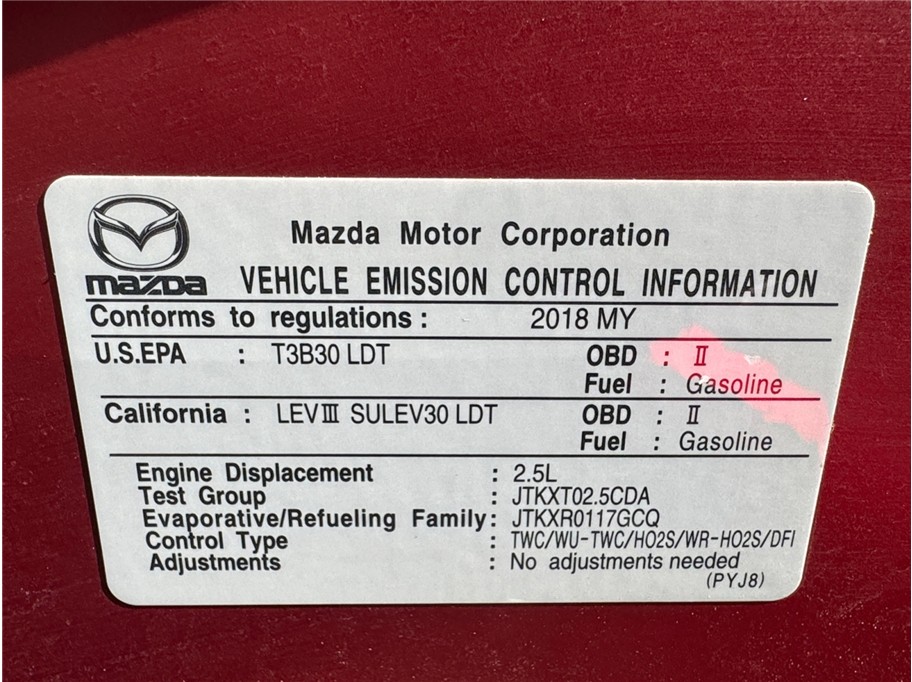 mazda
Mazda Motor Corporation
VEHICLE EMISSION CONTROL INFORMATION
Conforms to regulations : 2018 MY
U.S.EPA : T3B30 LDT OBD : II
Fuel : Gasoline
California : LEVIII SULEV30 LDT OBD : II
Fuel : Gasoline
Engine Displacement : 2.5L
Test Group : JTKXT02.5CDA
Evaporative/Refueling Family: JTKXR0117GCQ
Control Type : TWC/WU-TWC/HO2S/WR-HO2S/DFI
Adjustments : No adjustments needed
(PYJ8)